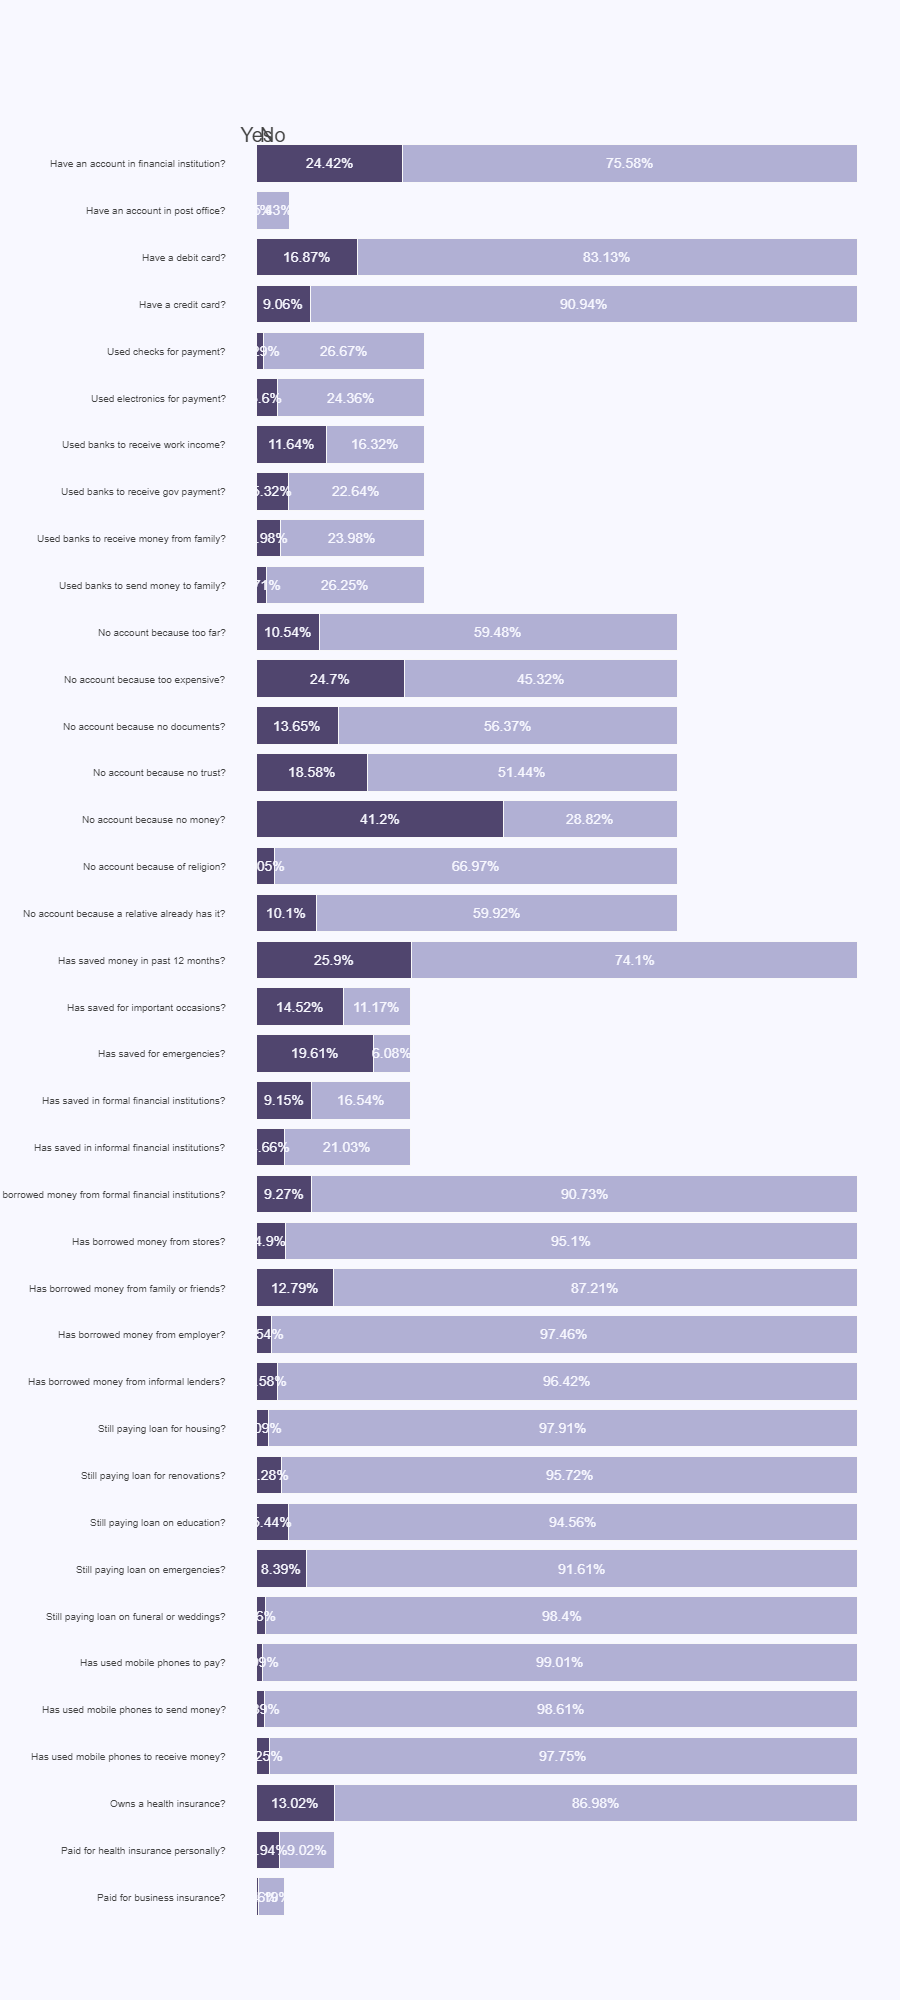 Yes No
Have an account in financial institution? 24.42% 75.58%
Have an account in post office?
Have a debit card? 16.87% 83.13%
Have a credit card? 9.06% 90.94%
Used checks for payment? 29% 26.67%
Used electronics for payment? .6% 24.36%
Used banks to receive work income? 11.64% 16.32%
Used banks to receive gov payment? 5.32% 22.64%
Used banks to receive money from family? .98% 23.98%
Used banks to send money to family? 71% 26.25%
No account because too far? 10.54% 59.48%
No account because too expensive? 24.7% 45.32%
No account because no documents? 13.65% 56.37%
No account because no trust? 18.58% 51.44%
No account because no money? 41.2% 28.82%
No account because of religion? 05% 66.97%
No account because a relative already has it? 10.1% 59.92%
Has saved money in past 12 months? 25.9% 74.1%
Has saved for important occasions? 14.52% 11.17%
Has saved for emergencies? 19.61% 6.08%
Has saved in formal financial institutions? 9.15% 16.54%
Has saved in informal financial institutions? .66% 21.03%
borrowed money from formal financial institutions? 9.27% 90.73%
Has borrowed money from stores? 4.9% 95.1%
Has borrowed money from family or friends? 12.79% 87.21%
Has borrowed money from employer? 54% 97.46%
Has borrowed money from informal lenders? .58% 96.42%
Still paying loan for housing? 09% 97.91%
Still paying loan for renovations? .28% 95.72%
Still paying loan on education? 5.44% 94.56%
Still paying loan on emergencies? 8.39% 91.61%
Still paying loan on funeral or weddings? 6% 98.4%
Has used mobile phones to pay? 9% 99.01%
Has used mobile phones to send money? 39% 98.61%
Has used mobile phones to receive money? 25% 97.75%
Owns a health insurance? 13.02% 86.98%
Paid for health insurance personally? .94% 9.02%
Paid for business insurance?